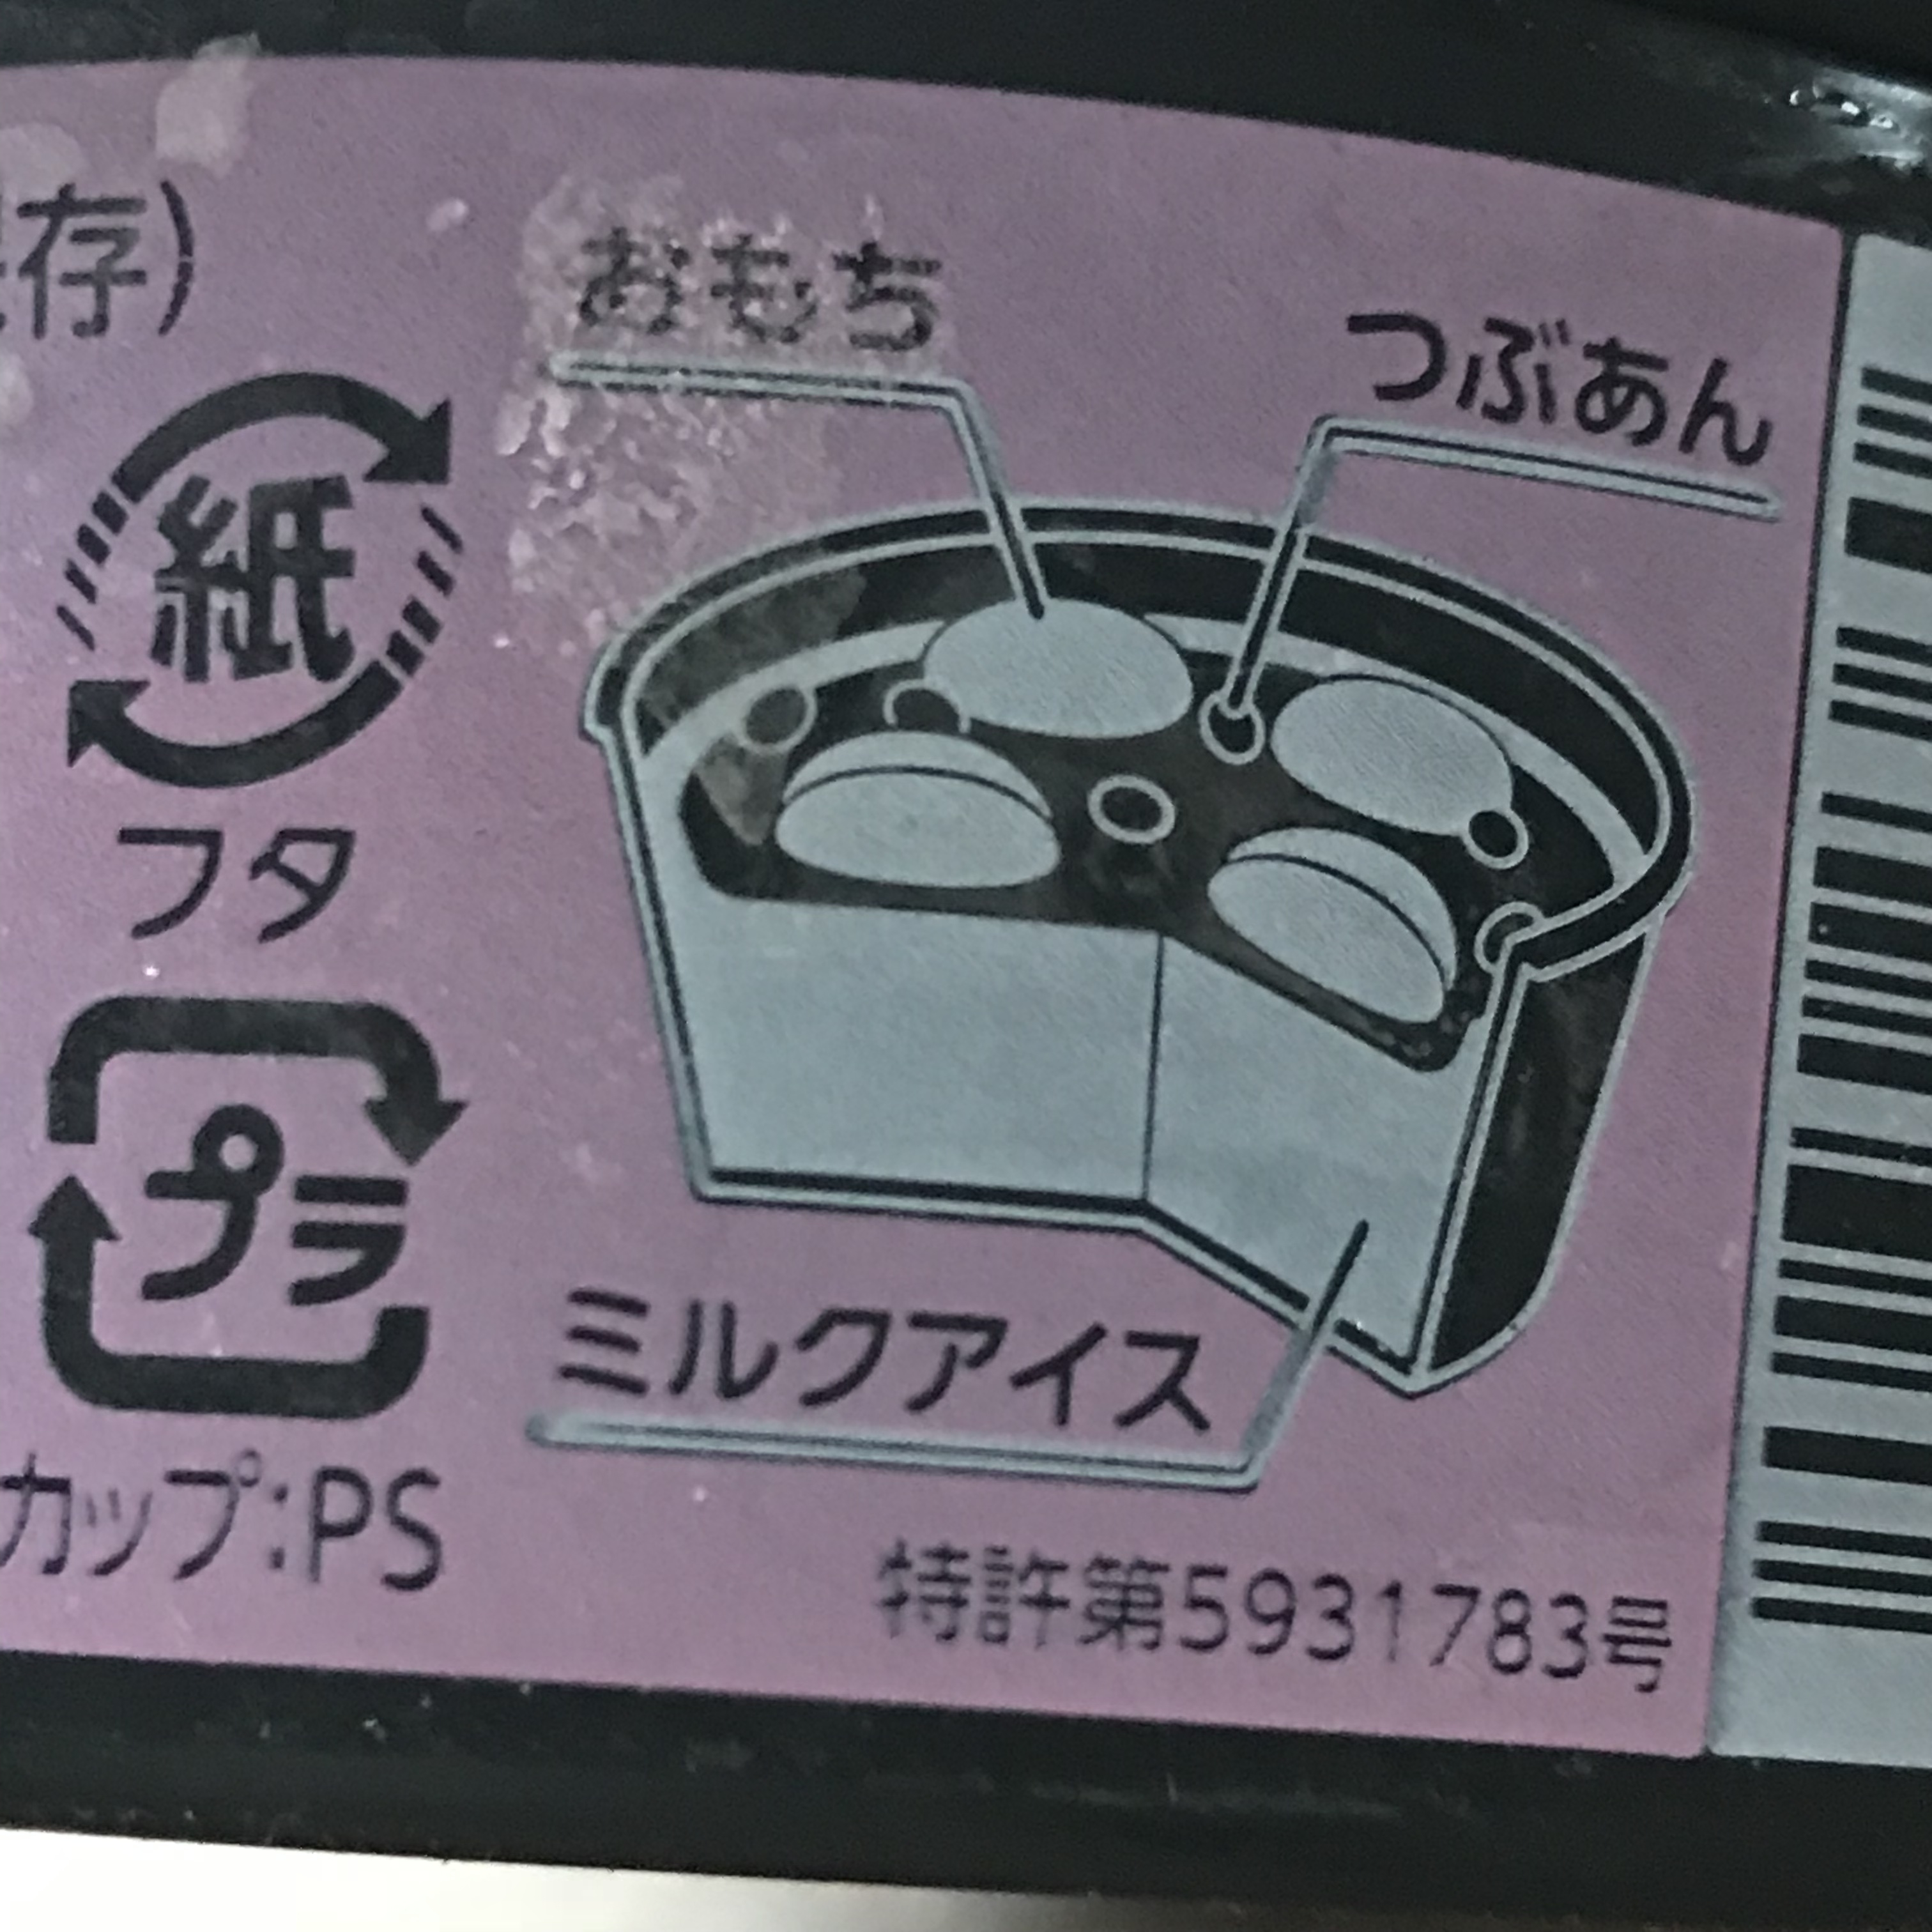 存)
おもち
つぶあん
紙
フタ
プラ
カップ:PS
ミルクアイス
特許第5931783号